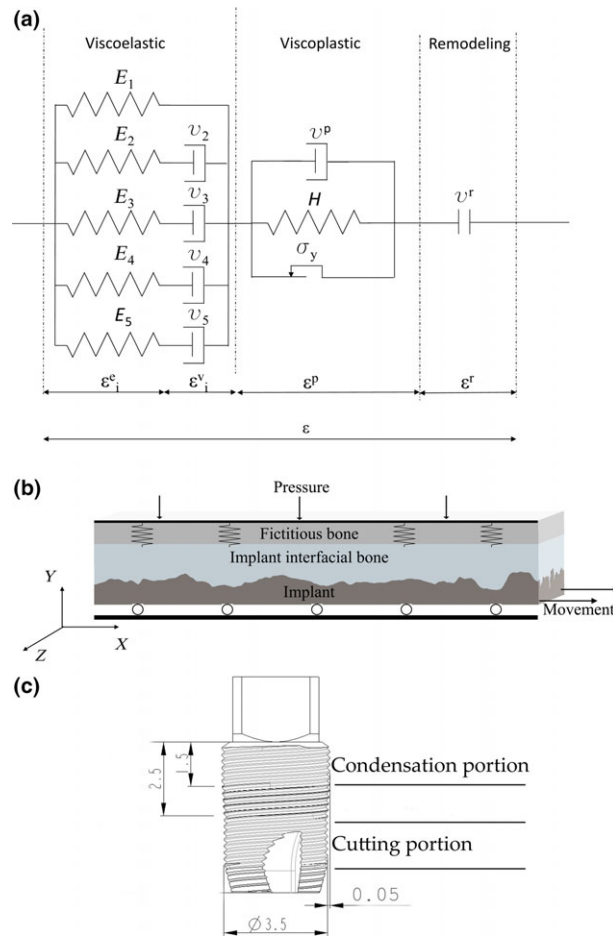 (a)
Viscoelastic Viscoplastic Remodeling
E₁
E₂ υ₂
E₃ υ₃
E₄ υ₄
E₅ υ₅
υᵖ
H
σ_y
υʳ
εᵉᵢ εᵛᵢ εᵖ εʳ
ε
(b)
Pressure
Fictitious bone
Implant interfacial bone
Implant
Movement
Y
Z X
(c)
2.5 1.5
Condensation portion
Cutting portion
0.05
Ø3.5